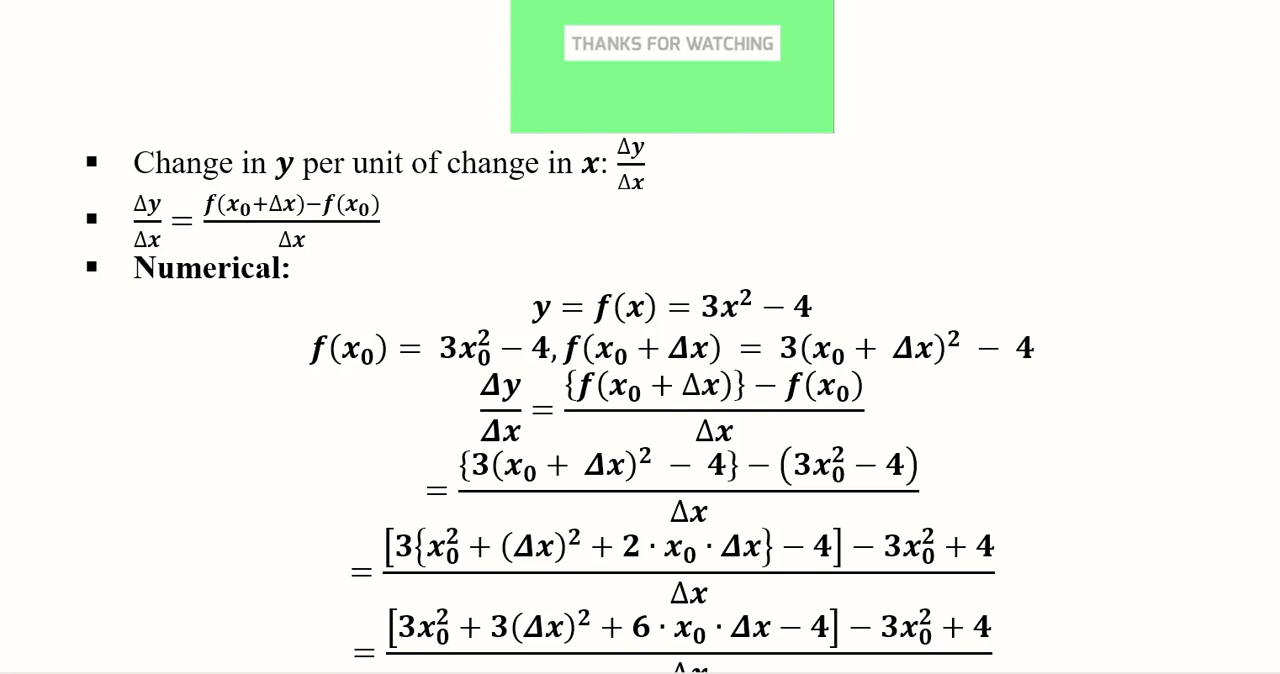 THANKS FOR WATCHING
▪ Change in y per unit of change in x: Δy/Δx
▪ Δy/Δx = f(x₀+Δx)−f(x₀)/Δx
▪ Numerical:
y = f(x) = 3x² − 4
f(x₀) = 3x₀² − 4, f(x₀ + Δx) = 3(x₀ + Δx)² − 4
Δy/Δx = {f(x₀ + Δx)} − f(x₀)/Δx
= {3(x₀ + Δx)² − 4} − (3x₀² − 4)/Δx
= [3{x₀² + (Δx)² + 2 · x₀ · Δx} − 4] − 3x₀² + 4/Δx
= [3x₀² + 3(Δx)² + 6 · x₀ · Δx − 4] − 3x₀² + 4